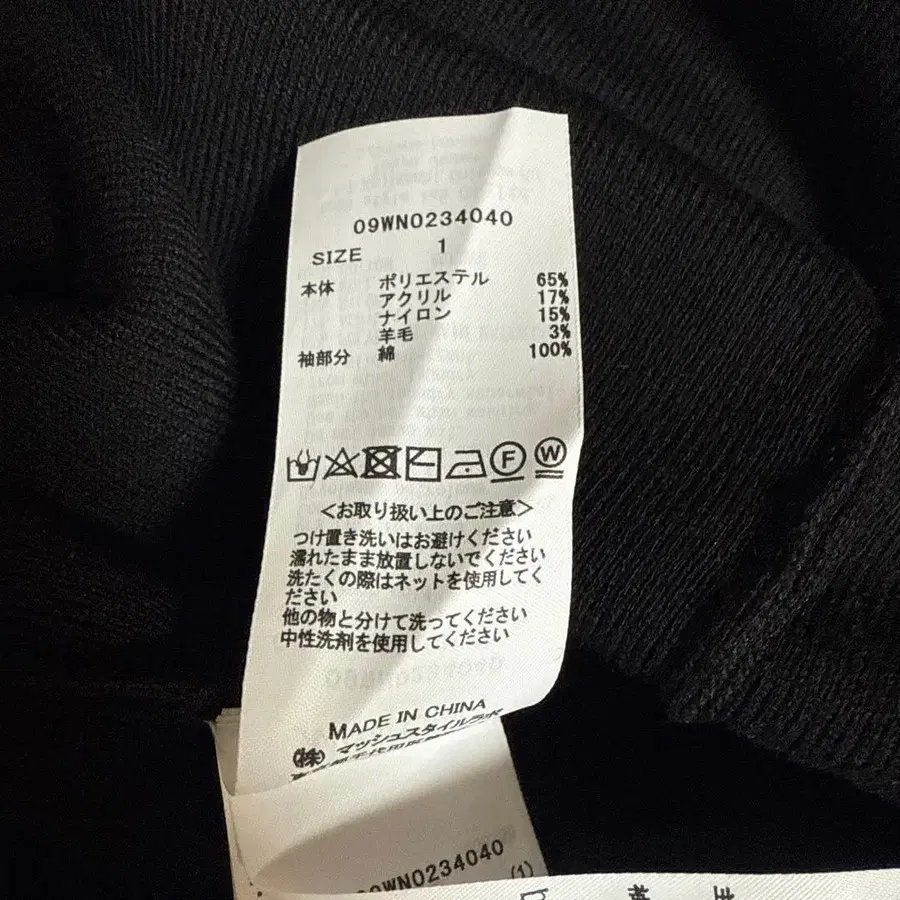 09WN0234040
SIZE 1
本体 ポリエステル 65%
アクリル 17%
ナイロン 15%
羊毛 3%
袖部分 綿 100%
F W
<お取り扱い上のご注意>
つけ置き洗いはお避けください
濡れたまま放置しないでください
洗たくの際はネットを使用してく
ださい
他の物と分けて洗ってください
中性洗剤を使用してください
MADE IN CHINA
(株) マッシュスタイルラボ
09WN0234040
(1)